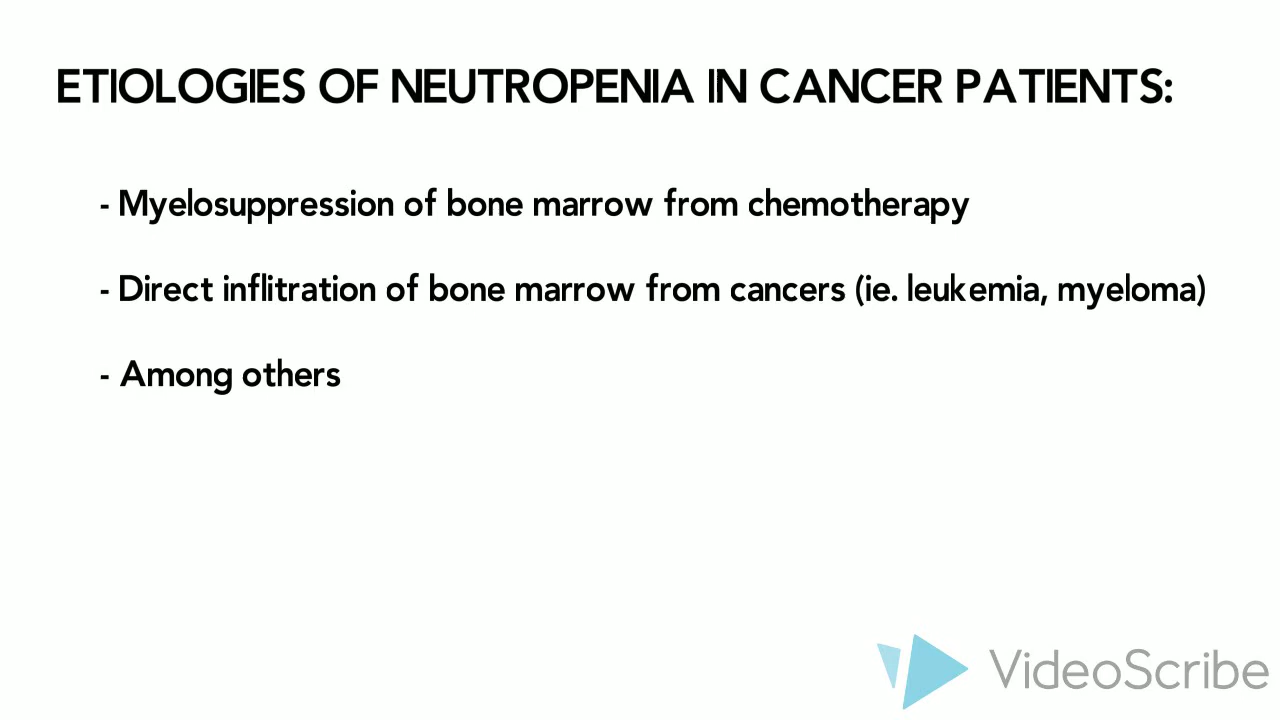 ETIOLOGIES OF NEUTROPENIA IN CANCER PATIENTS:
- Myelosuppression of bone marrow from chemotherapy
- Direct inflitration of bone marrow from cancers (ie. leukemia, myeloma)
- Among others
VideoScribe